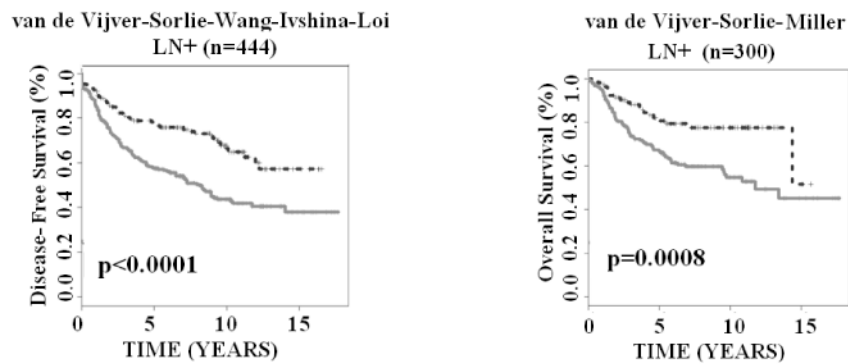 van de Vijver-Sorlie-Wang-Ivshina-Loi
LN+ (n=444)
Disease- Free Survival (%)
1.0
0.8
0.6
0.4
0.2
0.0
p<0.0001
0 5 10 15
TIME (YEARS)
van de Vijver-Sorlie-Miller
LN+ (n=300)
Overall Survival (%)
1.0
0.8
0.6
0.4
0.2
0.0
p=0.0008
0 5 10 15
TIME (YEARS)